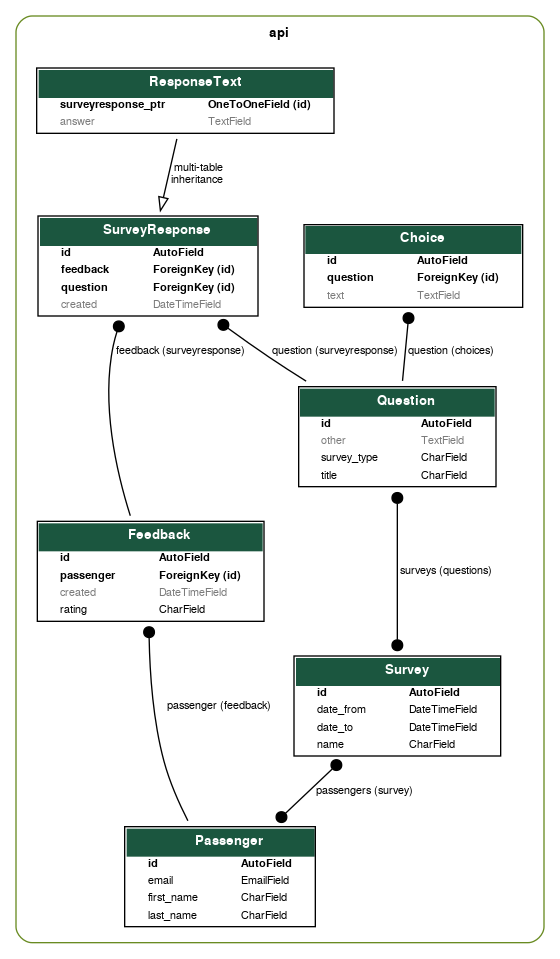 api
ResponseText
surveyresponse_ptr OneToOneField (id)
answer TextField
multi-table
inheritance
SurveyResponse
id AutoField
feedback ForeignKey (id)
question ForeignKey (id)
created DateTimeField
Choice
id AutoField
question ForeignKey (id)
text TextField
feedback (surveyresponse)
question (surveyresponse)
question (choices)
Question
id AutoField
other TextField
survey_type CharField
title CharField
Feedback
id AutoField
passenger ForeignKey (id)
created DateTimeField
rating CharField
surveys (questions)
Survey
id AutoField
date_from DateTimeField
date_to DateTimeField
name CharField
passenger (feedback)
passengers (survey)
Passenger
id AutoField
email EmailField
first_name CharField
last_name CharField